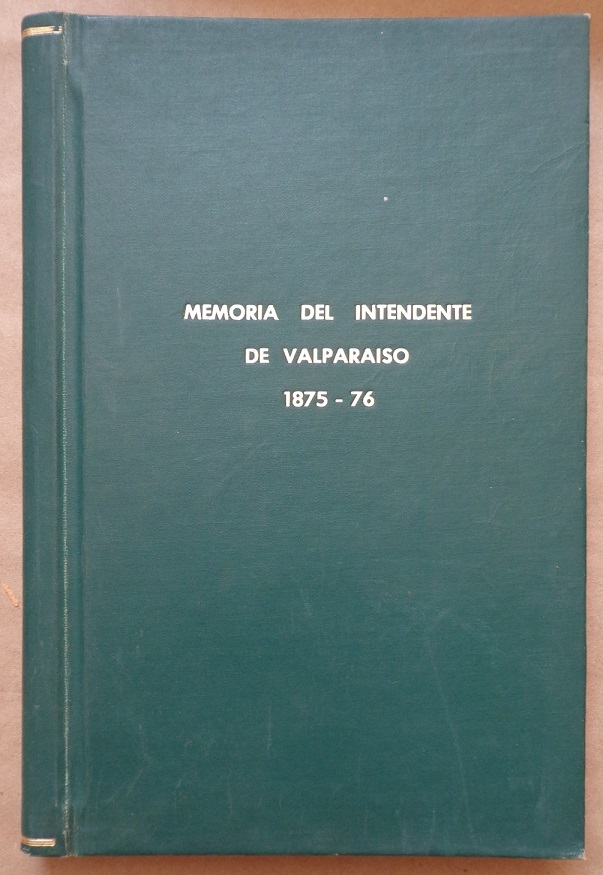 MEMORIA DEL INTENDENTE
DE VALPARAISO
1875 - 76